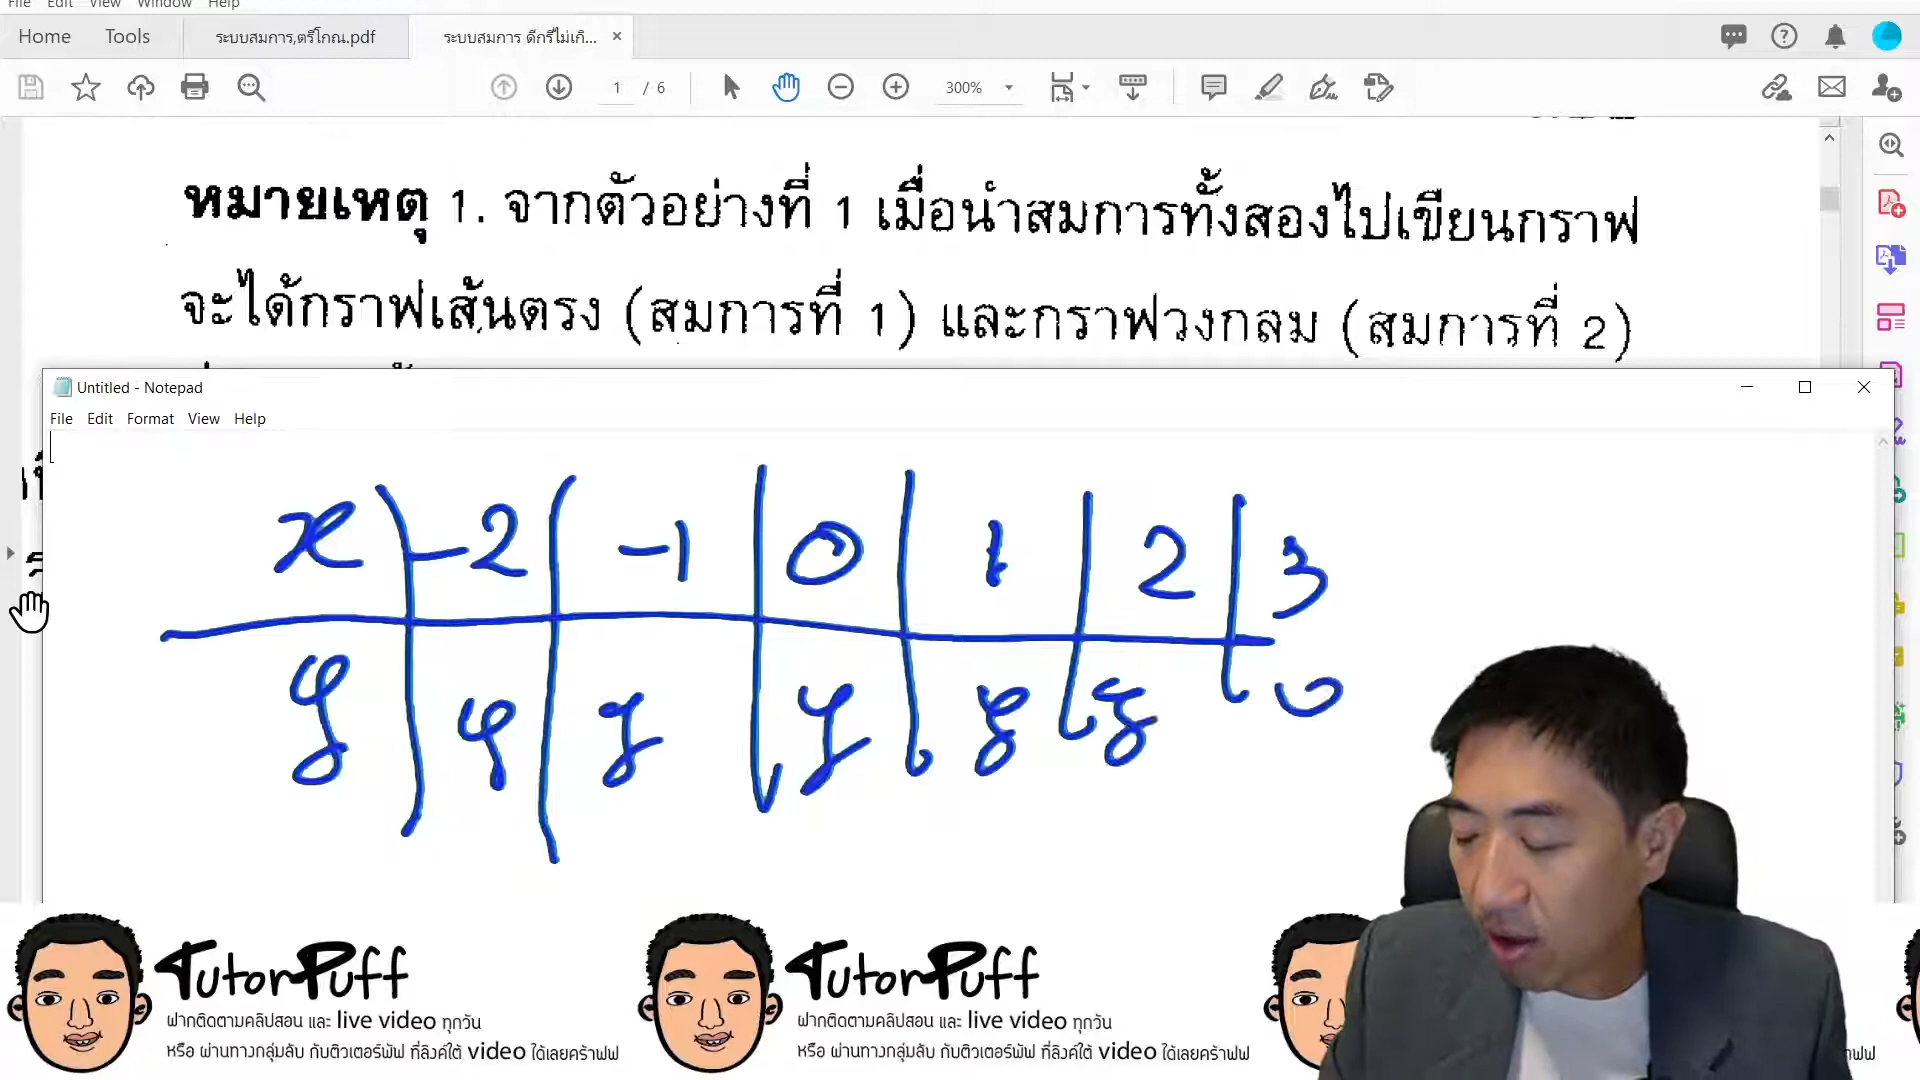 File Edit View Window Help
Home Tools ระบบสมการ,ตรีโกณ.pdf ระบบสมการ ดีกรีไม่เกิ... ×
1 / 6 300%
หมายเหตุ 1. จากตัวอย่างที่ 1 เมื่อนำสมการทั้งสองไปเขียนกราฟ
จะได้กราฟเส้นตรง (สมการที่ 1) และกราฟวงกลม (สมการที่ 2)
Untitled - Notepad
File Edit Format View Help
x -2 -1 0 1 2 3
y y y y y y
TutorPuff TutorPuff
ฝากติดตามคลิปสอน และ live video ทุกวัน ฝากติดตามคลิปสอน และ live video ทุกวัน
หรือ ผ่านทางกลุ่มลับ กับติวเตอร์พัฟ ที่ลิงค์ใต้ video ได้เลยคร้าฟฟ หรือ ผ่านทางกลุ่มลับ กับติวเตอร์พัฟ ที่ลิงค์ใต้ video ได้เลยคร้าฟฟ